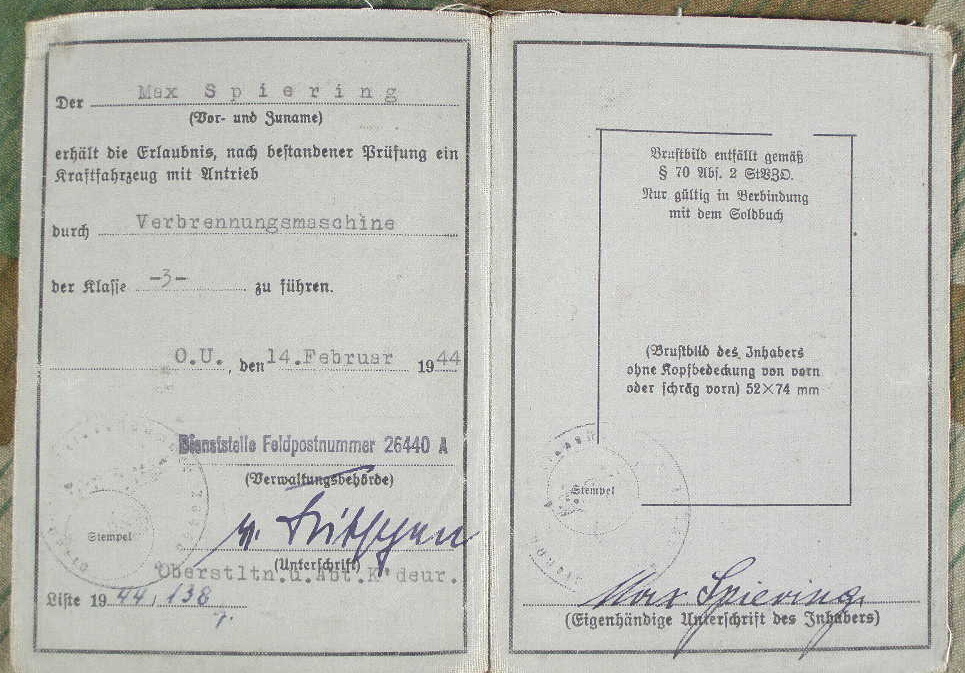 Der Max Spiering
(Vor- und Zuname)
erhält die Erlaubnis, nach bestandener Prüfung ein
Kraftfahrzeug mit Antrieb
durch Verbrennungsmaschine
der Klasse -3- zu führen.
O.U., den 14.Februar 1944
Dienststelle Feldpostnummer 26440 A
(Verwaltungsbehörde)
Stempel
(Unterschrift)
Oberstltn.u.Abt.K'deur.
Liste 1944, 138
Brustbild entfällt gemäß
§ 70 Abs. 2 StVZO.
Nur gültig in Verbindung
mit dem Soldbuch
(Brustbild des Inhabers
ohne Kopfbedeckung von vorn
oder schräg vorn) 52×74 mm
Stempel
Max Spiering
(Eigenhändige Unterschrift des Inhabers)